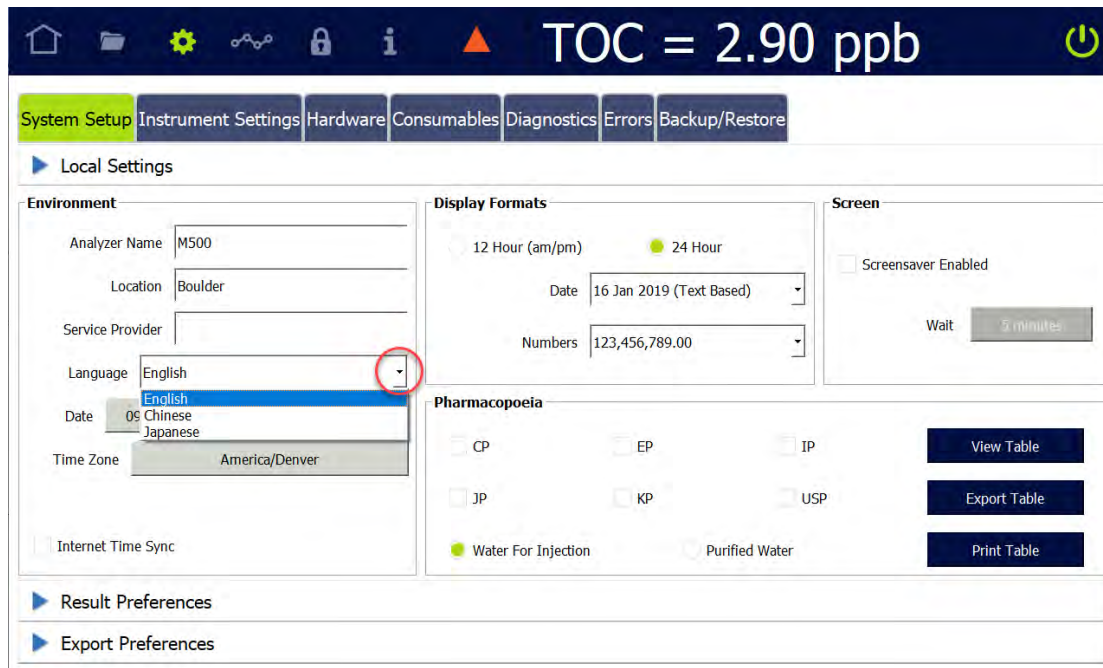 TOC = 2.90 ppb
System Setup Instrument Settings Hardware Consumables Diagnostics Errors Backup/Restore
Local Settings
Environment
Analyzer Name M500
Location Boulder
Service Provider
Language English
English
Chinese
Japanese
Date 09
Time Zone America/Denver
Internet Time Sync
Display Formats
12 Hour (am/pm) 24 Hour
Date 16 Jan 2019 (Text Based)
Numbers 123,456,789.00
Screen
Screensaver Enabled
Wait 5 minutes
Pharmacopoeia
CP EP IP View Table
JP KP USP Export Table
Water For Injection Purified Water Print Table
Result Preferences
Export Preferences